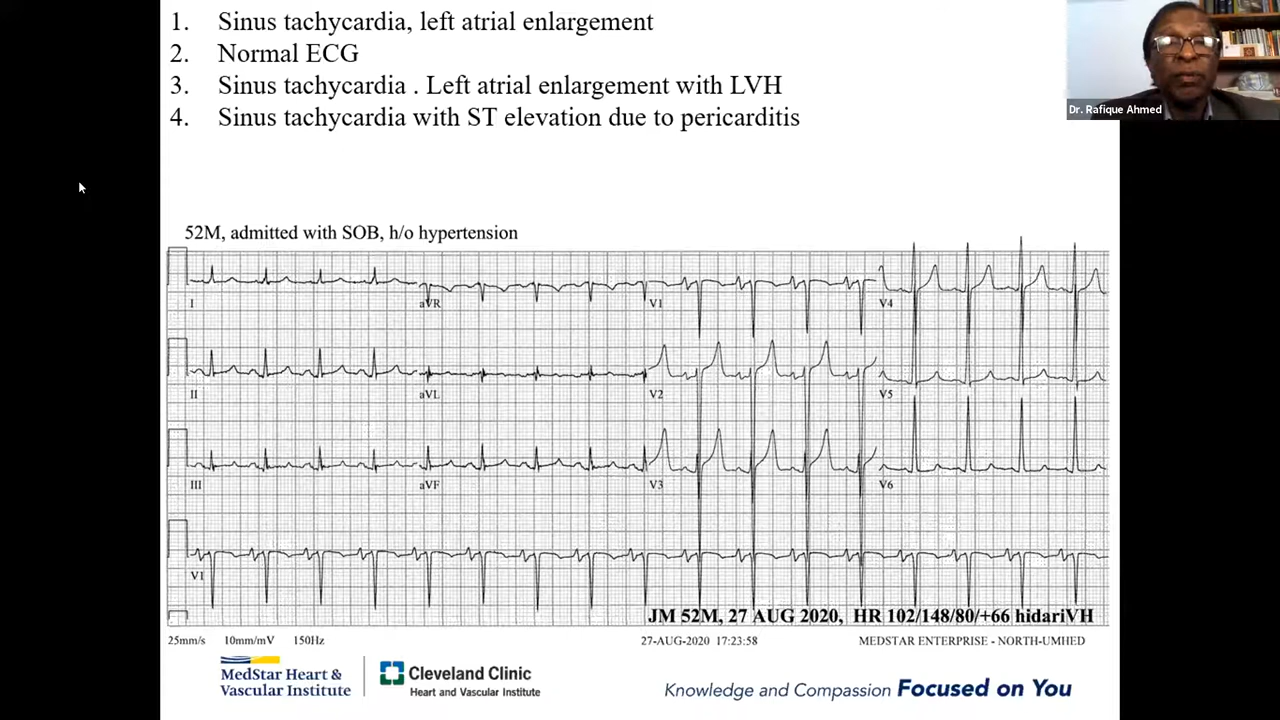 1. Sinus tachycardia, left atrial enlargement
2. Normal ECG
3. Sinus tachycardia . Left atrial enlargement with LVH
4. Sinus tachycardia with ST elevation due to pericarditis
Dr. Rafique Ahmed
52M, admitted with SOB, h/o hypertension
I aVR V1 V4
II aVL V2 V5
III aVF V3 V6
V1
JM 52M, 27 AUG 2020, HR 102/148/80/+66 hidariVH
25mm/s 10mm/mV 150Hz 27-AUG-2020 17:23:58 MEDSTAR ENTERPRISE - NORTH-UMHED
MedStar Heart &
Vascular Institute
Cleveland Clinic
Heart and Vascular Institute
Knowledge and Compassion Focused on You